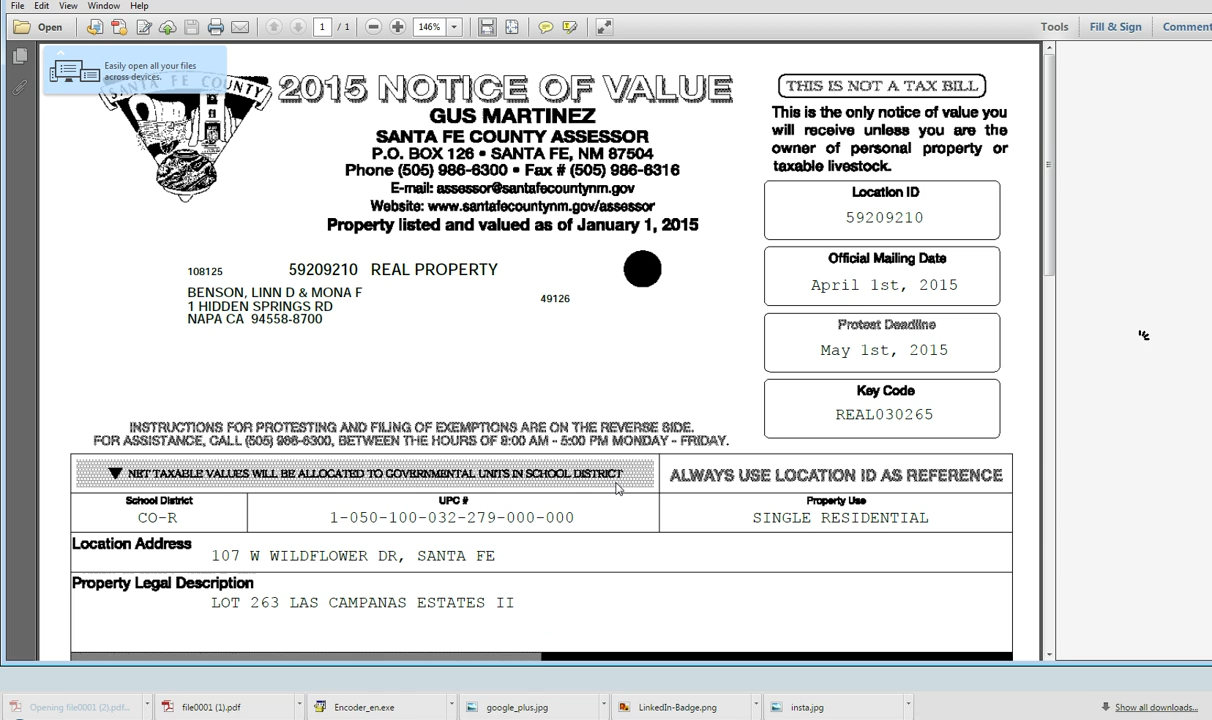 File Edit View Window Help
Open 1 / 1 146% Tools Fill & Sign Comment
Easily open all your files
across devices.
SANTA FE COUNTY
2015 NOTICE OF VALUE
GUS MARTINEZ
SANTA FE COUNTY ASSESSOR
P.O. BOX 126 • SANTA FE, NM 87504
Phone (505) 986-6300 • Fax # (505) 986-6316
E-mail: assessor@santafecountynm.gov
Website: www.santafecountynm.gov/assessor
Property listed and valued as of January 1, 2015
THIS IS NOT A TAX BILL
This is the only notice of value you
will receive unless you are the
owner of personal property or
taxable livestock.
Location ID
59209210
Official Mailing Date
April 1st, 2015
Protest Deadline
May 1st, 2015
Key Code
REAL030265
108125 59209210 REAL PROPERTY
BENSON, LINN D & MONA F
1 HIDDEN SPRINGS RD
NAPA CA 94558-8700
49126
INSTRUCTIONS FOR PROTESTING AND FILING OF EXEMPTIONS ARE ON THE REVERSE SIDE.
FOR ASSISTANCE, CALL (505) 986-6300, BETWEEN THE HOURS OF 8:00 AM - 5:00 PM MONDAY - FRIDAY.
NET TAXABLE VALUES WILL BE ALLOCATED TO GOVERNMENTAL UNITS IN SCHOOL DISTRICT
ALWAYS USE LOCATION ID AS REFERENCE
School District
CO-R
UPC #
1-050-100-032-279-000-000
Property Use
SINGLE RESIDENTIAL
Location Address
107 W WILDFLOWER DR, SANTA FE
Property Legal Description
LOT 263 LAS CAMPANAS ESTATES II
Opening file0001 (2).pdf... file0001 (1).pdf Encoder_en.exe google_plus.jpg LinkedIn-Badge.png insta.jpg Show all downloads...